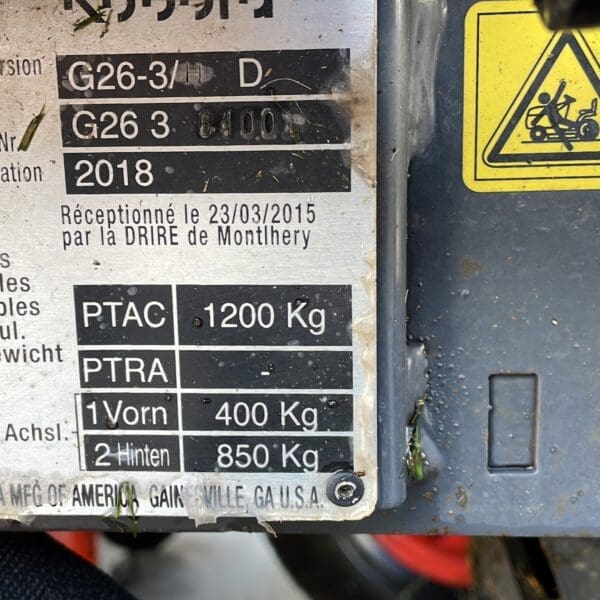 ersion G26-3/H D
Nr G26 3
ation 2018
Réceptionné le 23/03/2015
par la DRIRE de Montlhery
s
les
bles
ul.
ewicht
PTAC 1200 Kg
PTRA -
Achsl.
1 Vorn 400 Kg
2 Hinten 850 Kg
A MFG OF AMERICA GAINESVILLE, GA U.S.A.